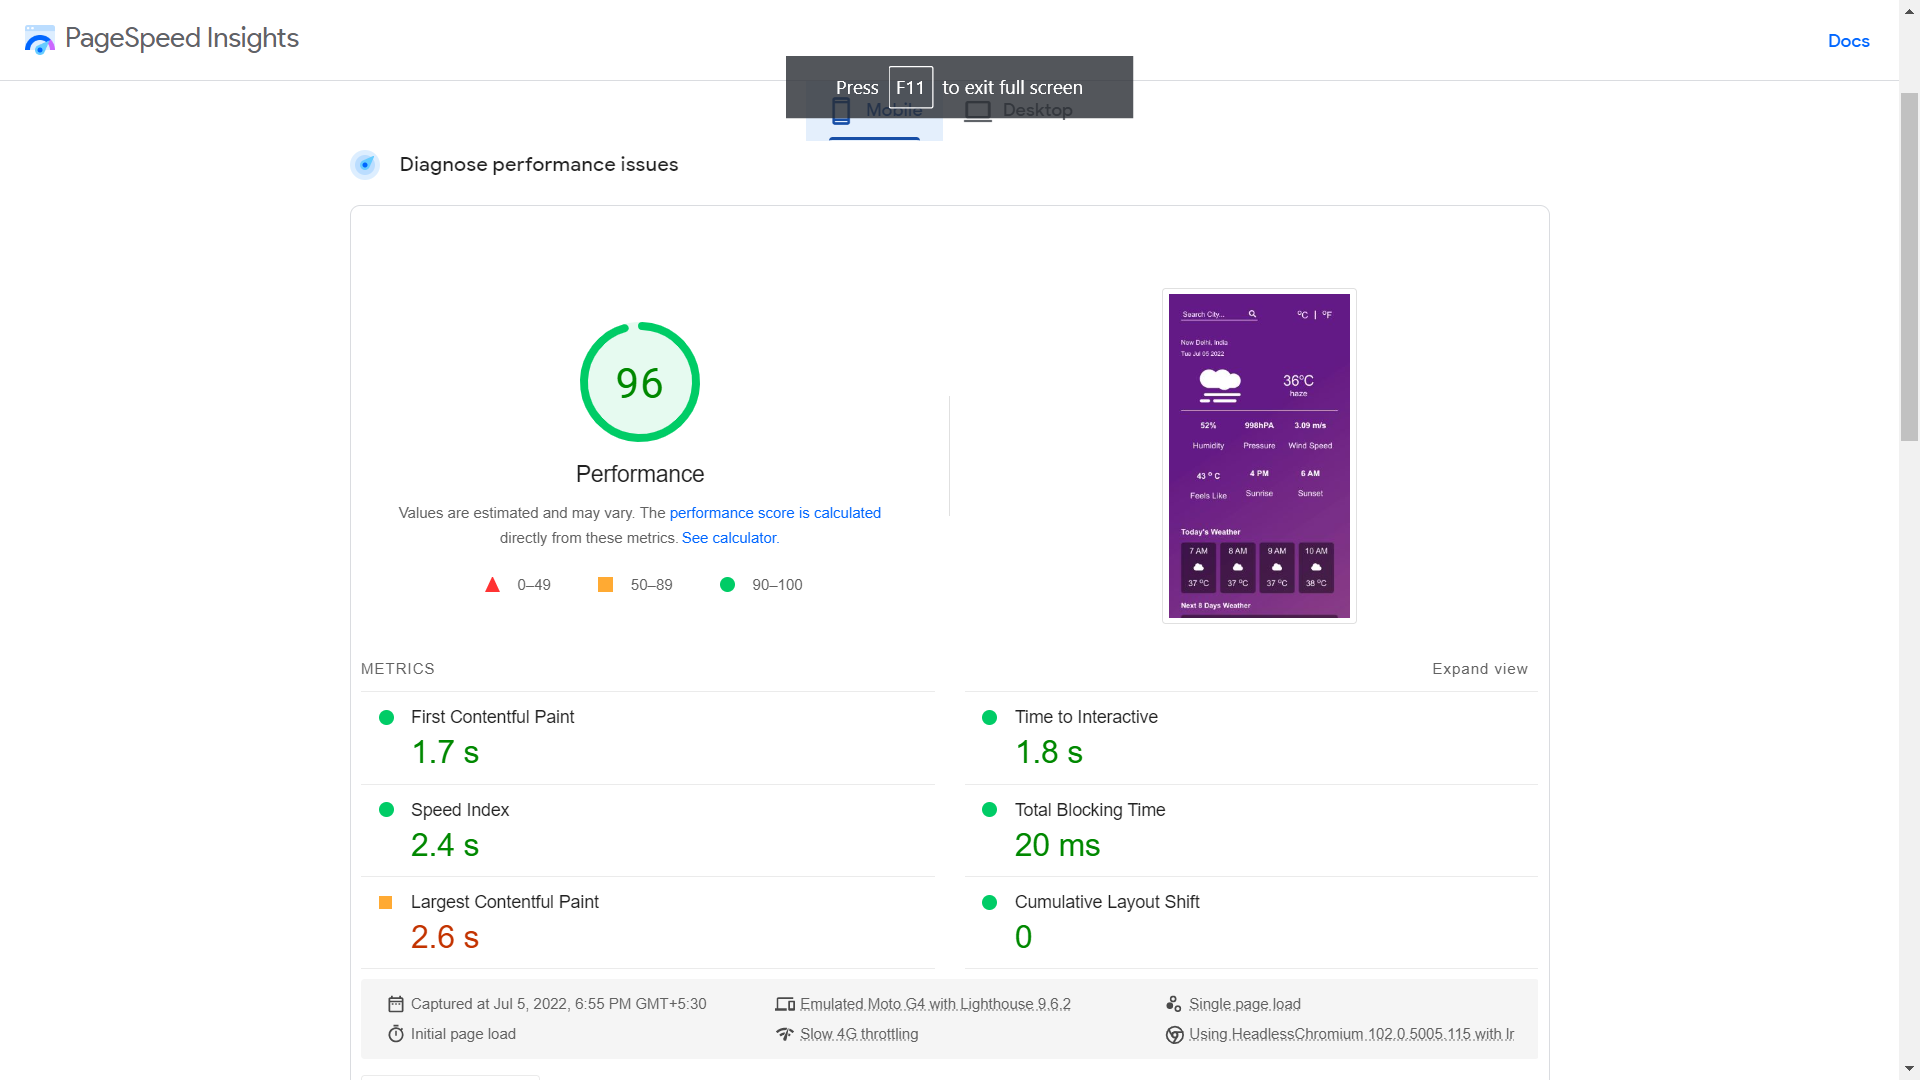 PageSpeed Insights
Docs
Press F11 to exit full screen
Mobile
Desktop
Diagnose performance issues
96
Performance
Values are estimated and may vary. The performance score is calculated
directly from these metrics. See calculator.
0–49
50–89
90–100
Search City...
ºC | ºF
New Delhi, India
Tue Jul 05 2022
36ºC
haze
52%
998hPA
3.09 m/s
Humidity
Pressure
Wind Speed
43 º C
4 PM
6 AM
Feels Like
Sunrise
Sunset
Today's Weather
7 AM
8 AM
9 AM
10 AM
37 ºC
37 ºC
37 ºC
38 ºC
Next 8 Days Weather
METRICS
Expand view
First Contentful Paint
1.7 s
Time to Interactive
1.8 s
Speed Index
2.4 s
Total Blocking Time
20 ms
Largest Contentful Paint
2.6 s
Cumulative Layout Shift
0
Captured at Jul 5, 2022, 6:55 PM GMT+5:30
Emulated Moto G4 with Lighthouse 9.6.2
Single page load
Initial page load
Slow 4G throttling
Using HeadlessChromium 102.0.5005.115 with lr